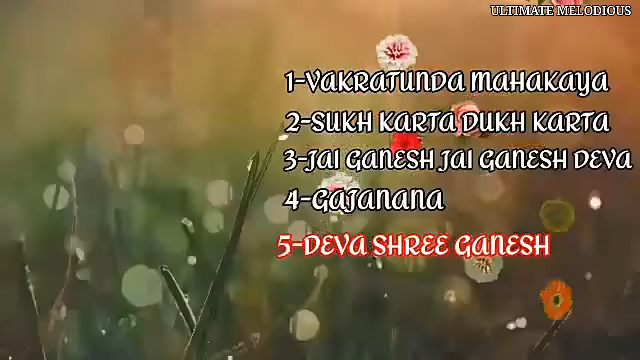 ULTIMATE MELODIOUS
1-VAKRATUNDA MAHAKAYA
2-SUKH KARTA DUKH KARTA
3-JAI GANESH JAI GANESH DEVA
4-GAJANANA
5-DEVA SHREE GANESH